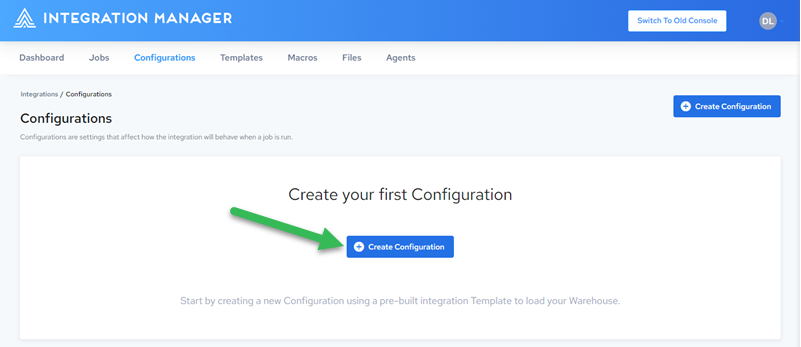 INTEGRATION MANAGER
Switch To Old Console
DL
Dashboard Jobs Configurations Templates Macros Files Agents
Integrations / Configurations
Create Configuration
Configurations
Configurations are settings that affect how the integration will behave when a job is run.
Create your first Configuration
Create Configuration
Start by creating a new Configuration using a pre-built integration Template to load your Warehouse.